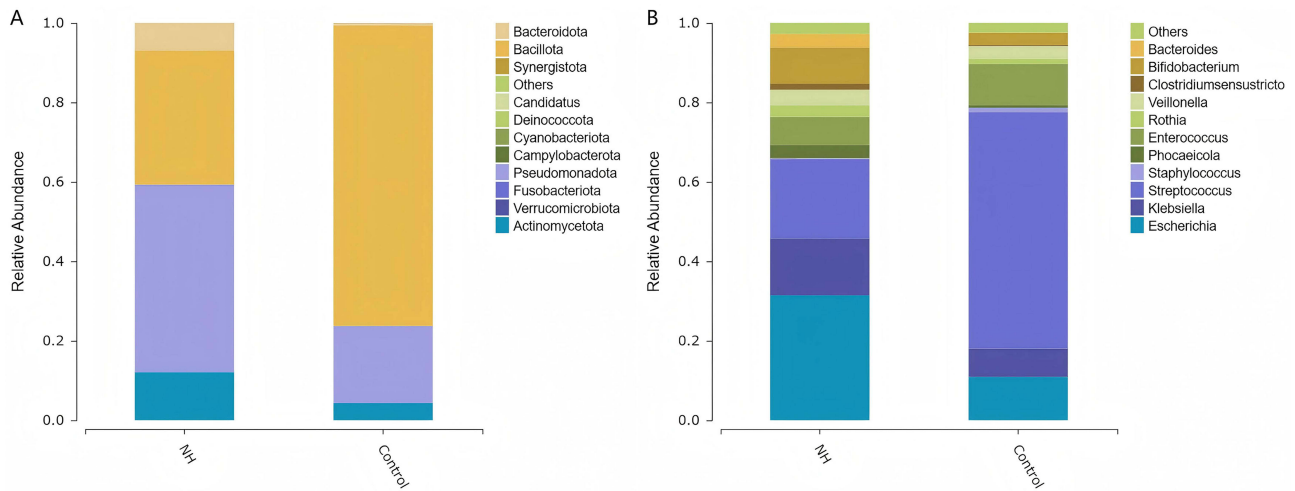 A
Relative Abundance
1.0
0.8
0.6
0.4
0.2
0.0
NH
Control
Bacteroidota
Bacillota
Synergistota
Others
Candidatus
Deinococcota
Cyanobacteriota
Campylobacterota
Pseudomonadota
Fusobacteriota
Verrucomicrobiota
Actinomycetota
B
Relative Abundance
1.0
0.8
0.6
0.4
0.2
0.0
NH
Control
Others
Bacteroides
Bifidobacterium
Clostridiumsensustricto
Veillonella
Rothia
Enterococcus
Phocaeicola
Staphylococcus
Streptococcus
Klebsiella
Escherichia